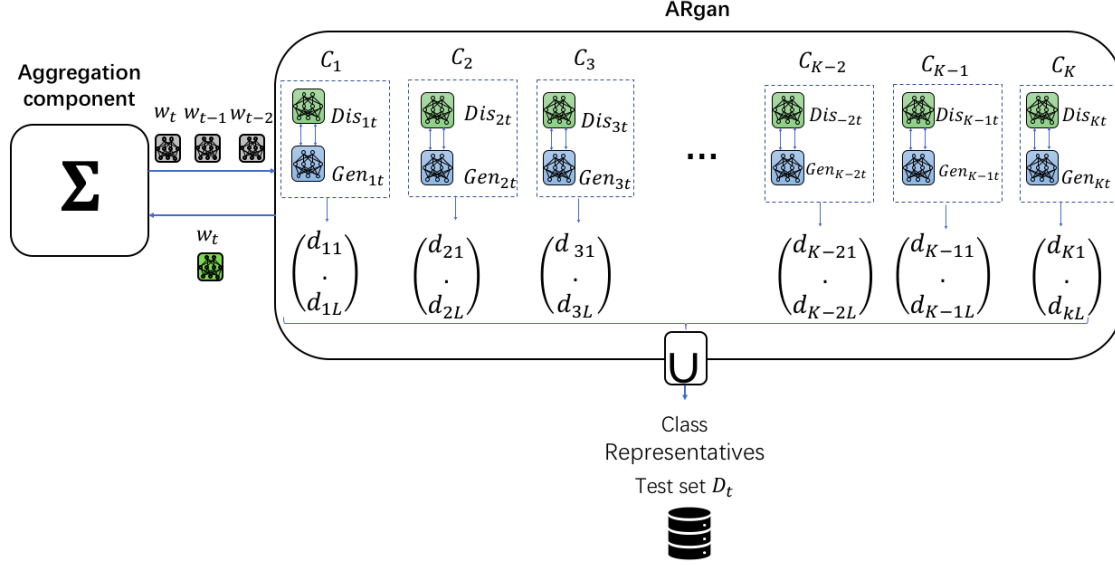 ARgan
Aggregation
component
w_t w_{t-1} w_{t-2}
Σ
w_t
C_1 C_2 C_3 C_{K-2} C_{K-1} C_K
Dis_{1t} Dis_{2t} Dis_{3t} Dis_{-2t} Dis_{K-1t} Dis_{Kt}
...
Gen_{1t} Gen_{2t} Gen_{3t} Gen_{K-2t} Gen_{K-1t} Gen_{Kt}
d_{11} d_{21} d_{31} d_{K-21} d_{K-11} d_{K1}
. . . . . .
d_{1L} d_{2L} d_{3L} d_{K-2L} d_{K-1L} d_{kL}
∪
Class
Representatives
Test set D_t